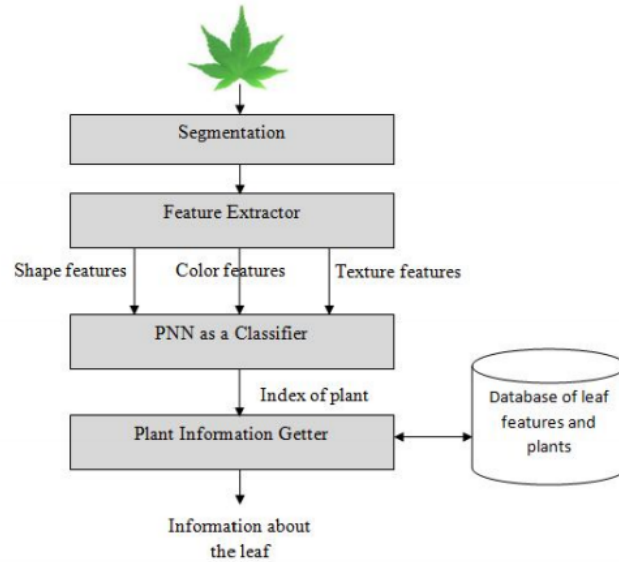 Segmentation
Feature Extractor
Shape features
Color features
Texture features
PNN as a Classifier
Index of plant
Plant Information Getter
Database of leaf
features and
plants
Information about
the leaf